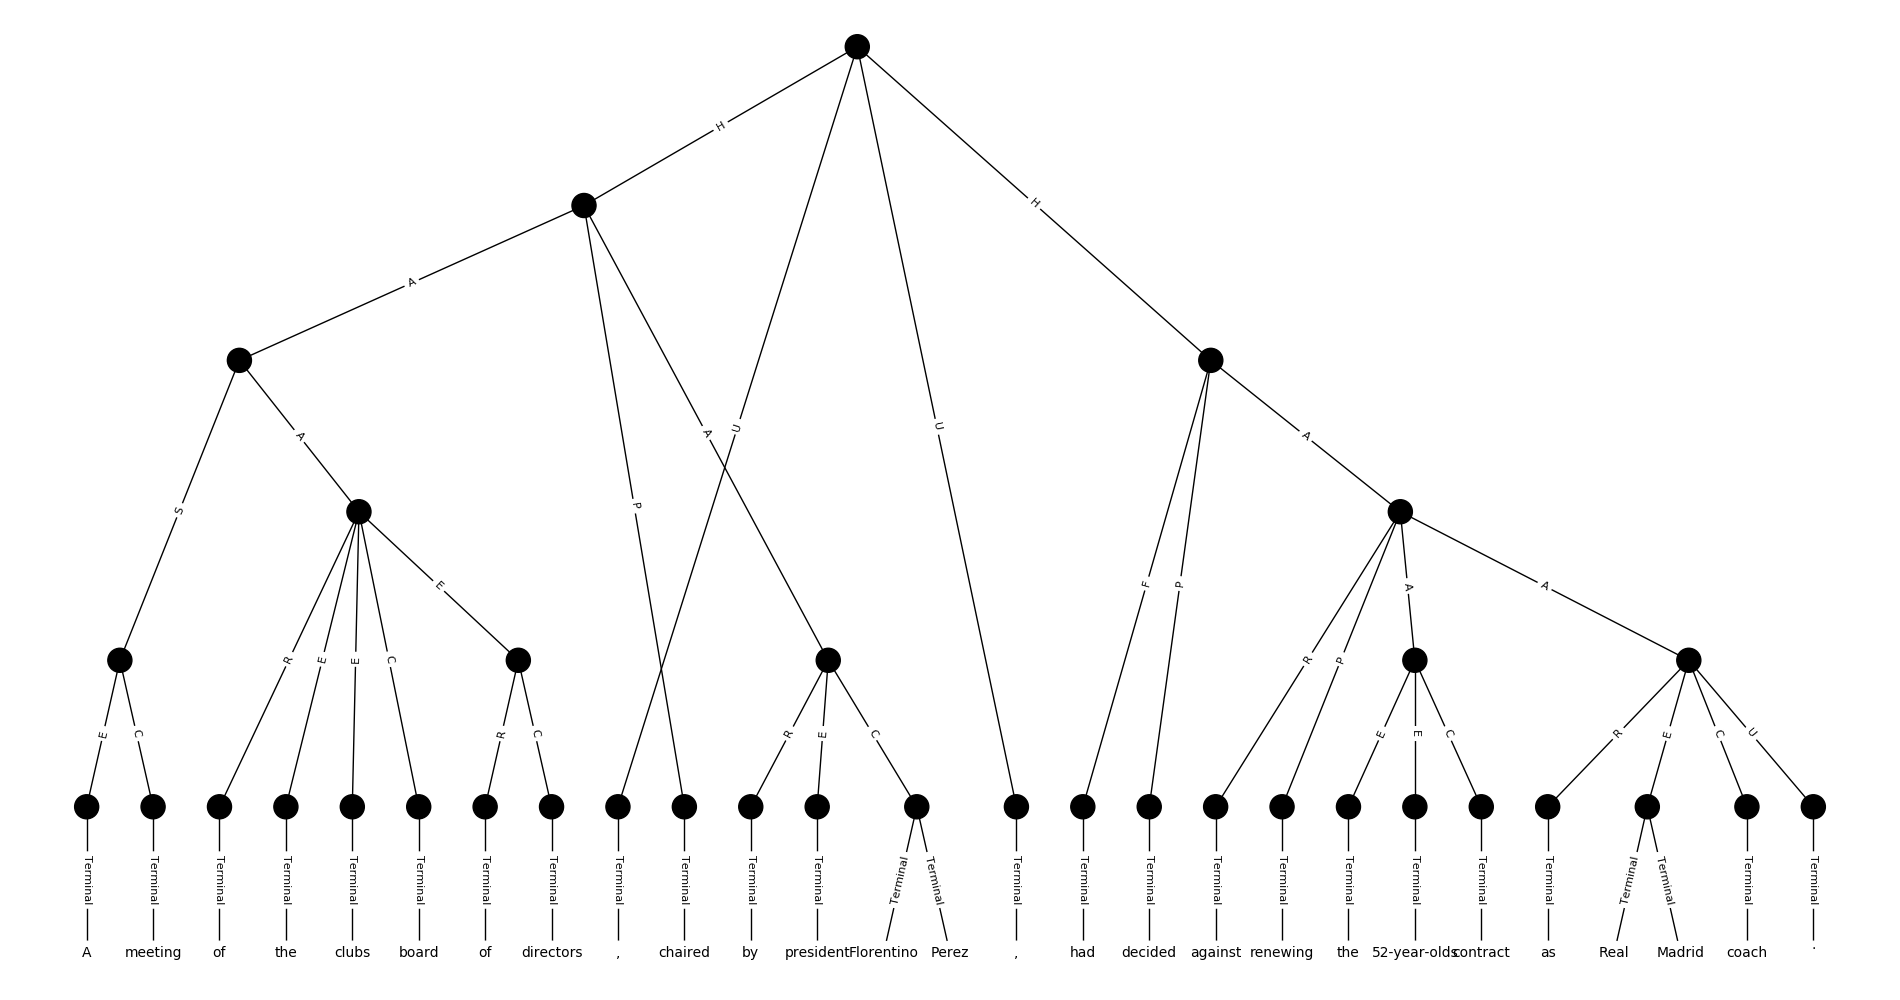 H
H
A
U
U
A
P
A
S
A
F
P
A
R
E
E
C
E
R
P
A
A
E
C
R
C
R
E
C
E
E
C
R
E
C
U
Terminal Terminal Terminal Terminal Terminal Terminal Terminal Terminal Terminal Terminal Terminal Terminal Terminal Terminal Terminal Terminal Terminal Terminal Terminal Terminal Terminal Terminal Terminal Terminal Terminal Terminal Terminal
A meeting of the clubs board of directors , chaired by president Florentino Perez , had decided against renewing the 52-year-olds contract as Real Madrid coach .